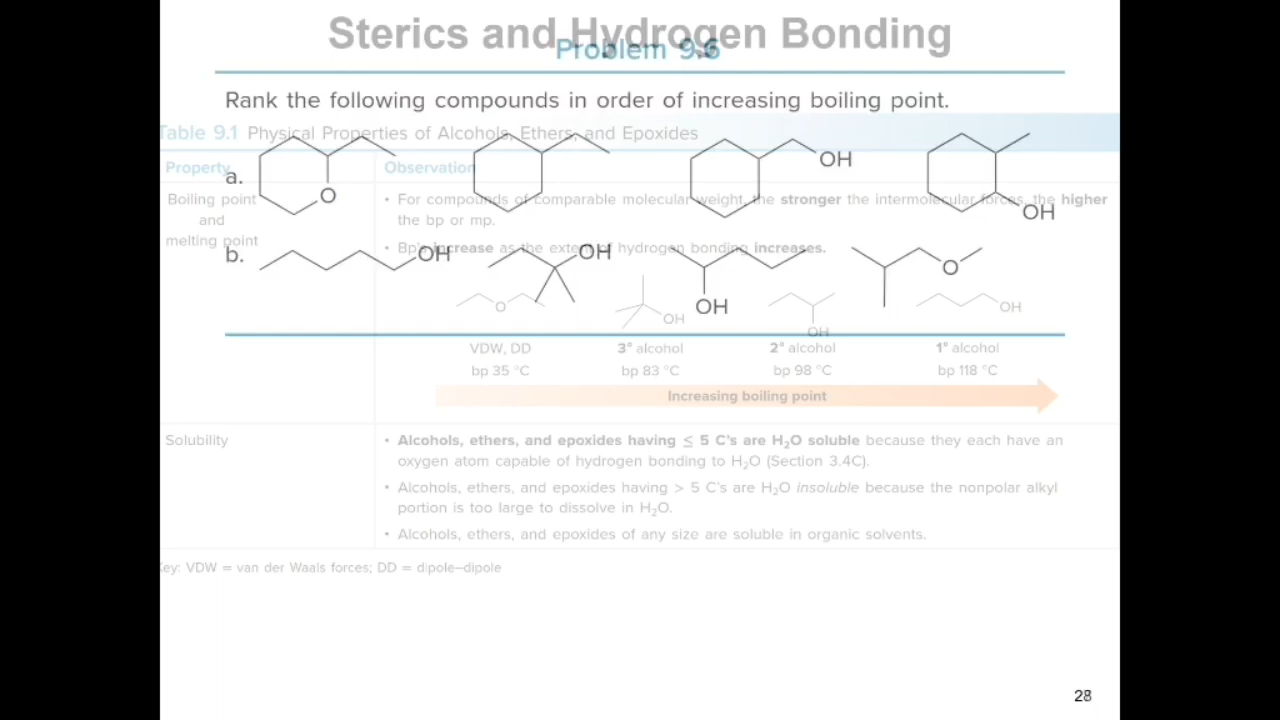 Sterics and Hydrogen Bonding
Problem 9.6
Rank the following compounds in order of increasing boiling point.
Table 9.1 Physical Properties of Alcohols, Ethers, and Epoxides
Property
Observation
a.
O
OH
OH
Boiling point
and
melting point
• For compounds of comparable molecular weight, the stronger the intermolecular forces, the higher
the bp or mp.
• Bp's increase as the extent of hydrogen bonding increases.
b.
OH
OH
OH
O
O
OH
OH
OH
VDW, DD
3° alcohol
2° alcohol
1° alcohol
bp 35 °C
bp 83 °C
bp 98 °C
bp 118 °C
Increasing boiling point
Solubility
• Alcohols, ethers, and epoxides having ≤ 5 C's are H₂O soluble because they each have an
oxygen atom capable of hydrogen bonding to H₂O (Section 3.4C).
• Alcohols, ethers, and epoxides having > 5 C's are H₂O insoluble because the nonpolar alkyl
portion is too large to dissolve in H₂O.
• Alcohols, ethers, and epoxides of any size are soluble in organic solvents.
Key: VDW = van der Waals forces; DD = dipole–dipole
28